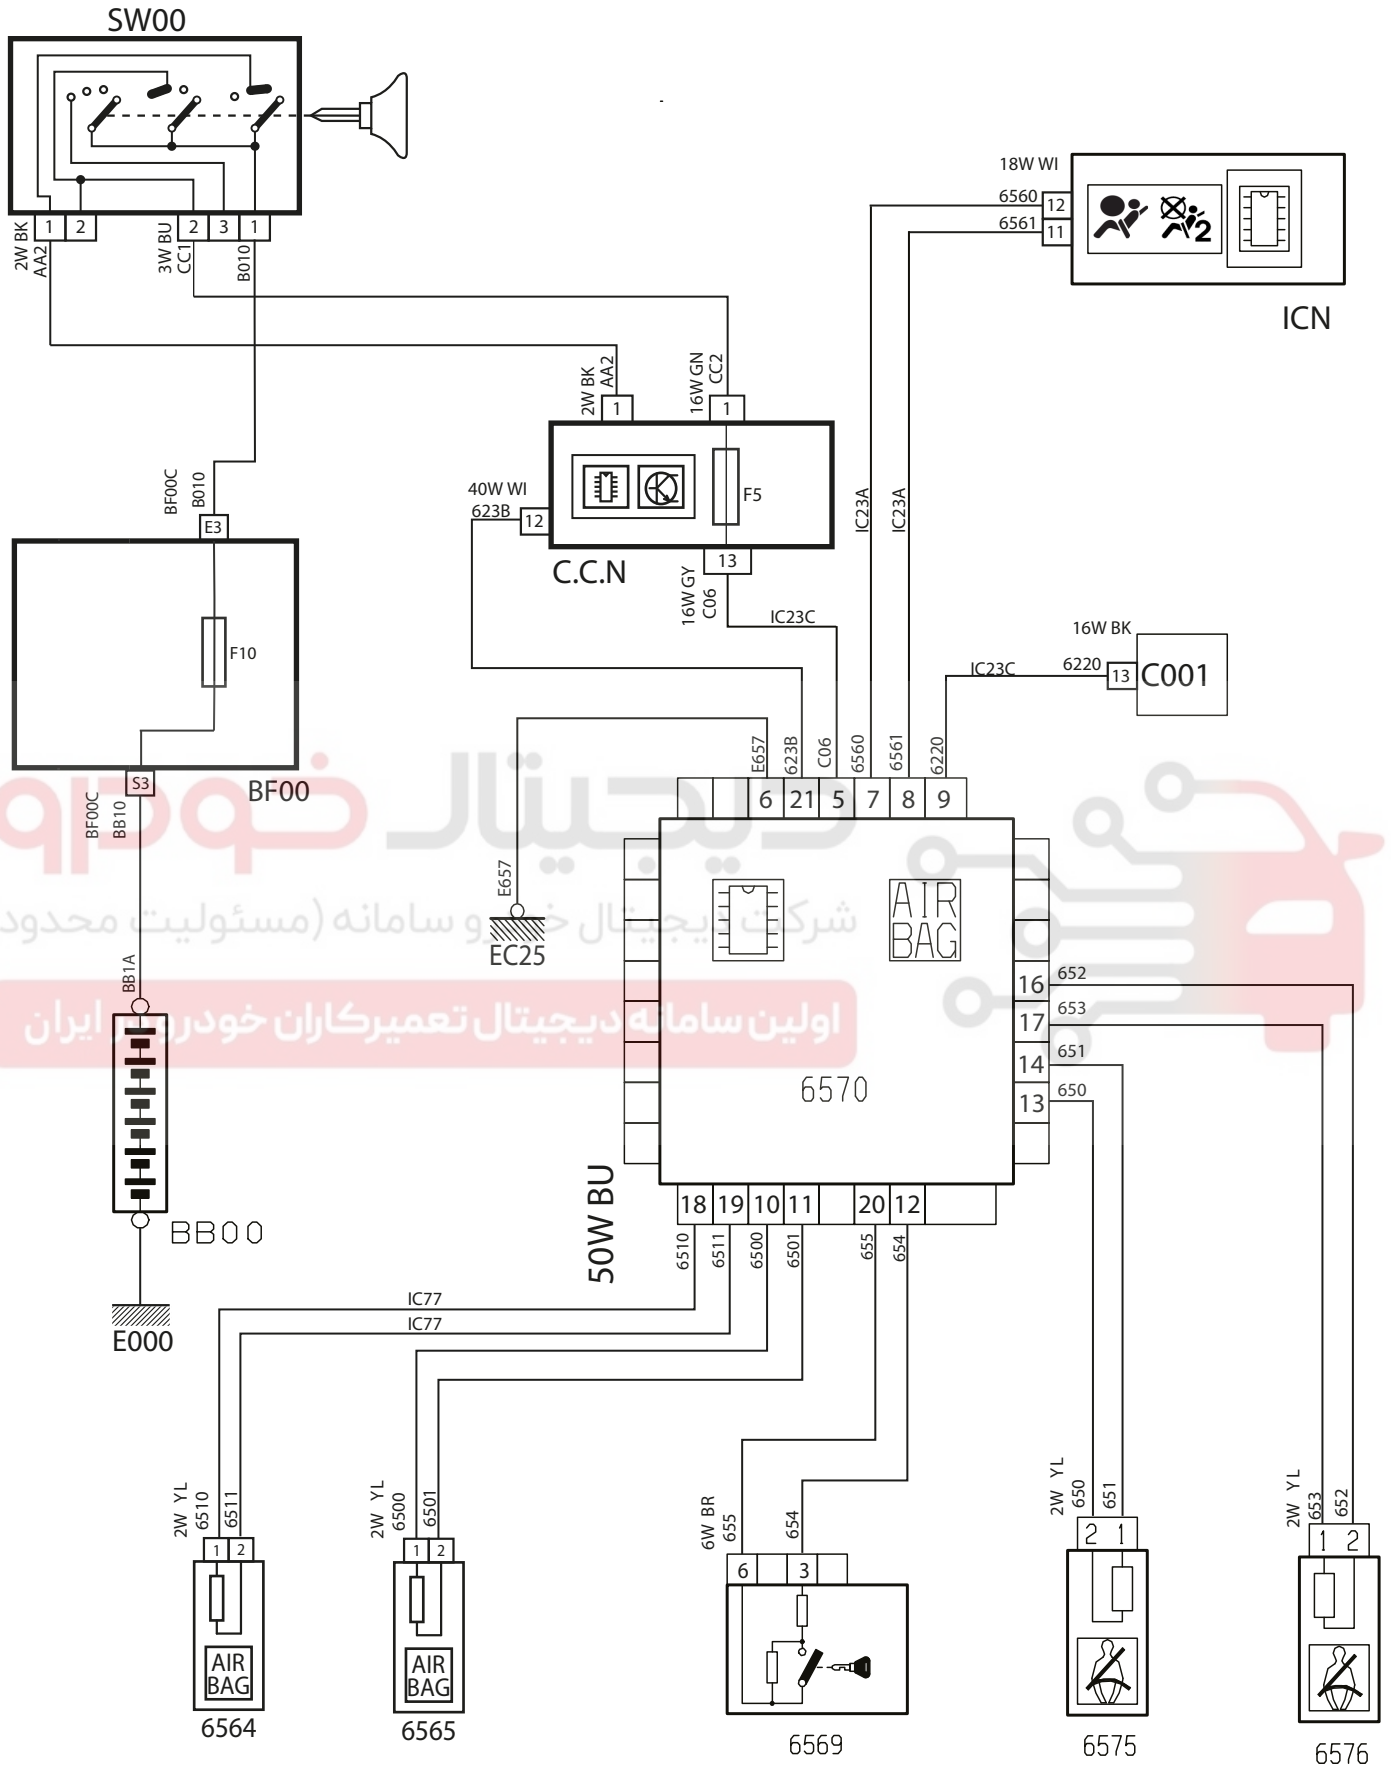 SW00
1
2
2
3
1
2W BK
AA2
3W BU
CC1
B010
18W WI
6560
12
6561
11
2
ICN
2W BK
AA2
1
16W GN
CC2
1
40W WI
623B
12
F5
C.C.N
13
16W GY
C06
IC23C
IC23A
IC23A
BF00C
B010
E3
F10
S3
BF00
BF00C
BB10
16W BK
6220
13
C001
IC23C
E657
623B
C06
6560
6561
6220
6
21
5
7
8
9
دیجیتال خودرو
شرکت دیجیتال خودرو سامانه (مسئولیت محدود
اولین سامانه دیجیتال تعمیرکاران خودرو در ایران
E657
EC25
AIR
BAG
6570
50W BU
16
652
17
653
14
651
13
650
BB1A
BB00
E000
18
19
10
11
20
12
6510
6511
6500
6501
655
654
IC77
IC77
2W YL
6510
6511
1
2
AIR
BAG
6564
2W YL
6500
6501
1
2
AIR
BAG
6565
6W BR
655
654
6
3
6569
2W YL
650
651
2
1
6575
2W YL
653
652
1
2
6576